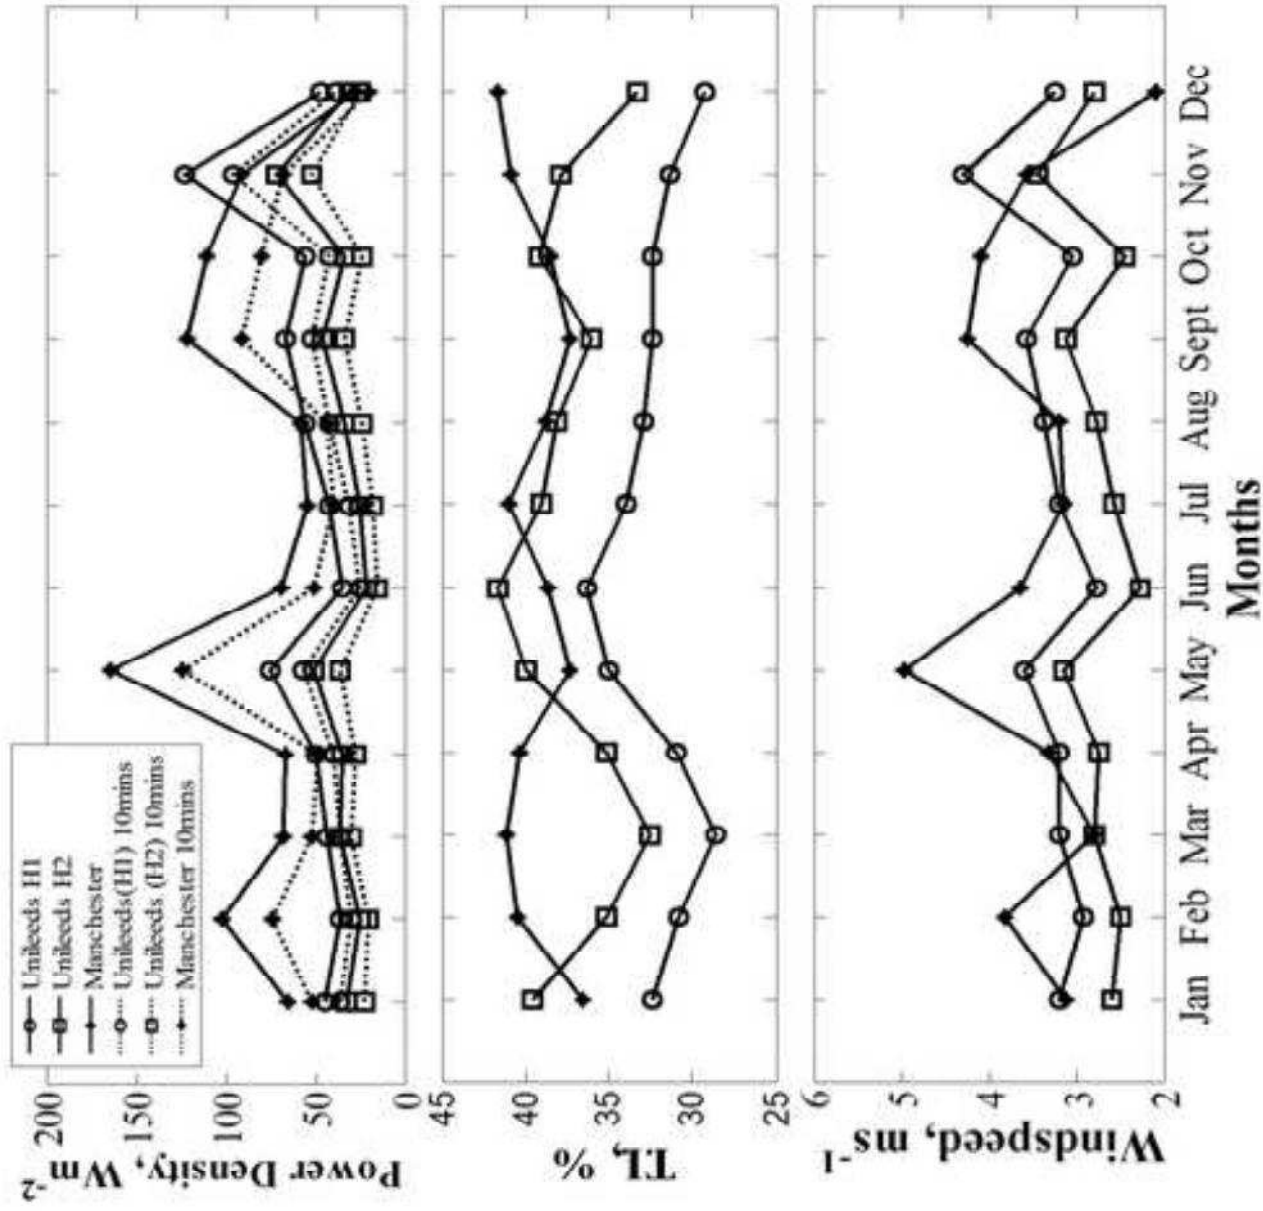 Unileeds H1
Unileeds H2
Manchester
Unileeds(H1) 10mins
Unileeds (H2) 10mins
Manchester 10mins
Power Density, Wm-2
200
150
100
50
0
T.I., %
45
40
35
30
25
Windspeed, ms-1
6
5
4
3
2
Jan Feb Mar Apr May Jun Jul Aug Sept Oct Nov Dec
Months